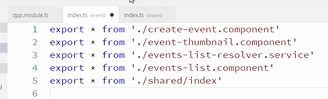 app.module.ts index.ts events index.ts shared
1 export * from './create-event.component'
2 export * from './event-thumbnail.component'
3 export * from './events-list-resolver.service'
4 export * from './events-list.component'
5 export * from './shared/index'
6